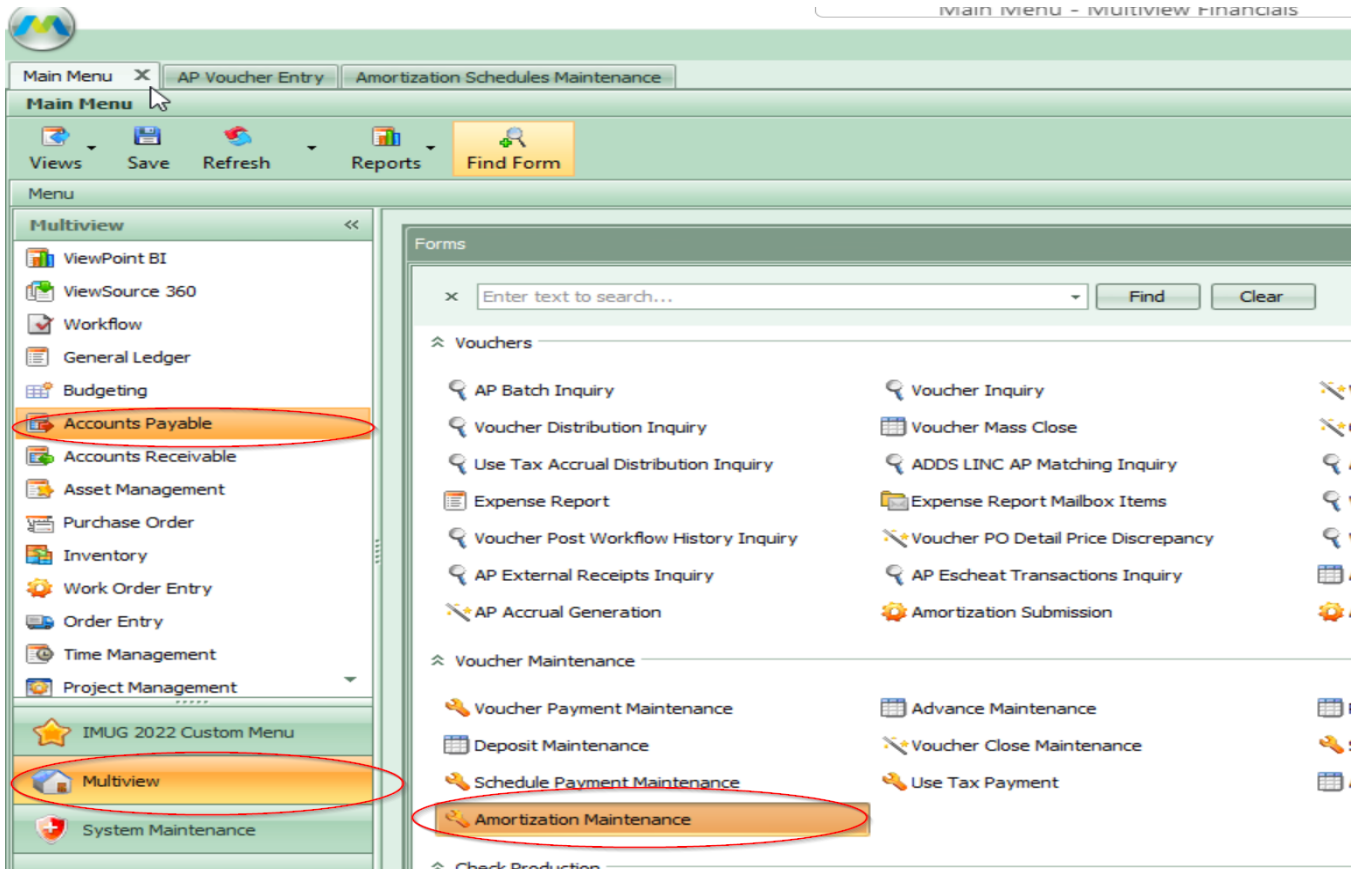 Main Menu - Multiview Financials
Main Menu X AP Voucher Entry Amortization Schedules Maintenance
Main Menu
Views Save Refresh Reports Find Form
Menu
Multiview «
ViewPoint BI
ViewSource 360
Workflow
General Ledger
Budgeting
Accounts Payable
Accounts Receivable
Asset Management
Purchase Order
Inventory
Work Order Entry
Order Entry
Time Management
Project Management
IMUG 2022 Custom Menu
Multiview
System Maintenance
Forms
Enter text to search... Find Clear
Vouchers
AP Batch Inquiry Voucher Inquiry
Voucher Distribution Inquiry Voucher Mass Close
Use Tax Accrual Distribution Inquiry ADDS LINC AP Matching Inquiry
Expense Report Expense Report Mailbox Items
Voucher Post Workflow History Inquiry Voucher PO Detail Price Discrepancy
AP External Receipts Inquiry AP Escheat Transactions Inquiry
AP Accrual Generation Amortization Submission
Voucher Maintenance
Voucher Payment Maintenance Advance Maintenance
Deposit Maintenance Voucher Close Maintenance
Schedule Payment Maintenance Use Tax Payment
Amortization Maintenance
Check Production